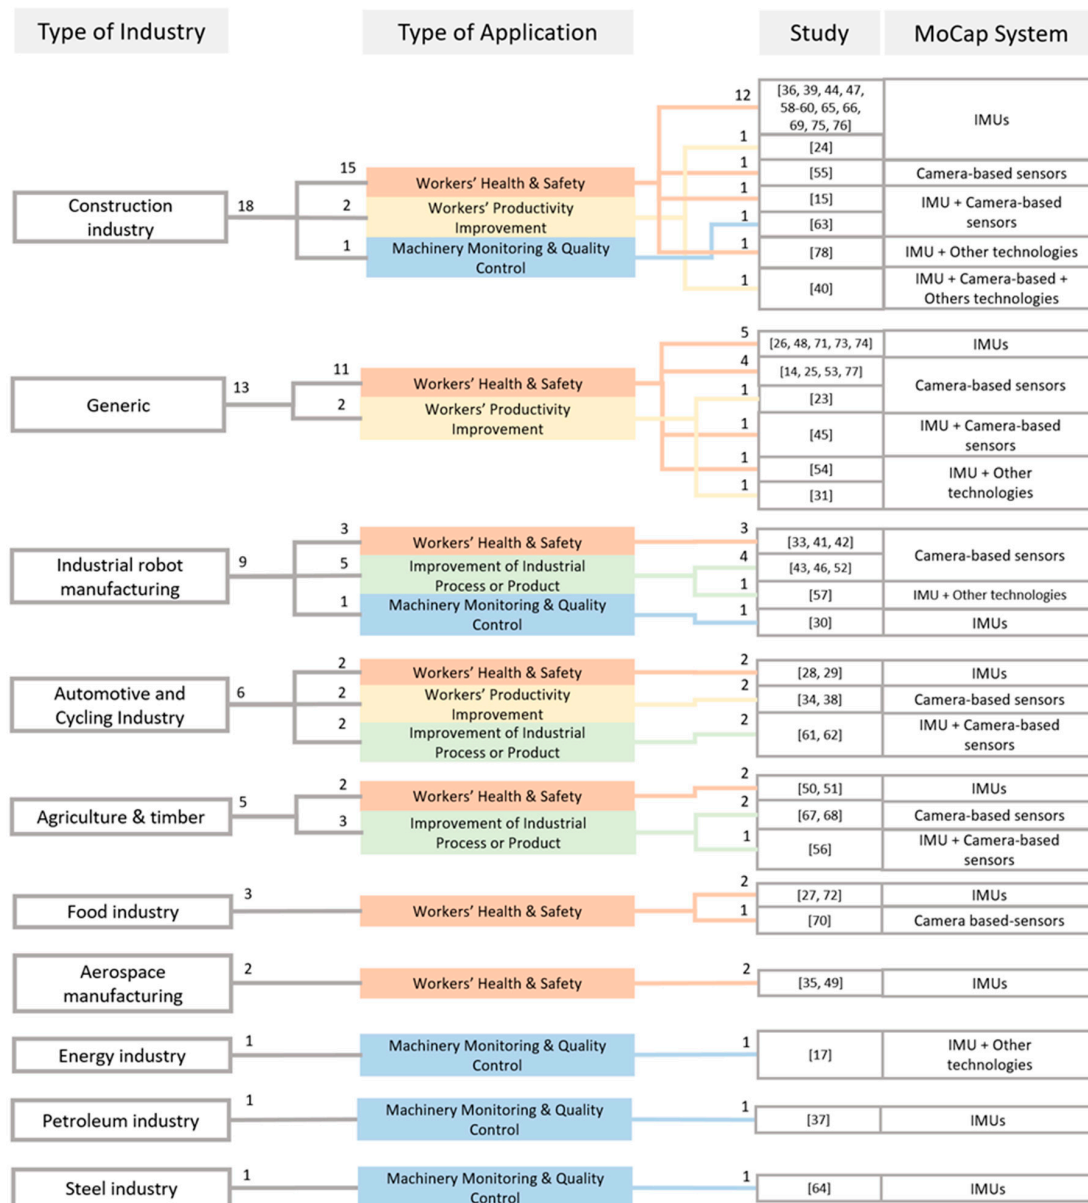 Type of Industry
Type of Application
Study
MoCap System
Construction
industry
18
15
Workers' Health & Safety
2
Workers' Productivity
Improvement
1
Machinery Monitoring & Quality
Control
12
[36, 39, 44, 47,
58-60, 65, 66,
69, 75, 76]
IMUs
1
[24]
1
[55]
Camera-based sensors
1
[15]
IMU + Camera-based
sensors
1
[63]
1
[78]
IMU + Other technologies
1
[40]
IMU + Camera-based +
Others technologies
Generic
13
11
Workers' Health & Safety
2
Workers' Productivity
Improvement
5
[26, 48, 71, 73, 74]
IMUs
4
[14, 25, 53, 77]
Camera-based sensors
1
[23]
1
[45]
IMU + Camera-based
sensors
1
[54]
IMU + Other
technologies
1
[31]
Industrial robot
manufacturing
9
3
Workers' Health & Safety
5
Improvement of Industrial
Process or Product
1
Machinery Monitoring & Quality
Control
3
[33, 41, 42]
Camera-based sensors
4
[43, 46, 52]
1
[57]
IMU + Other technologies
1
[30]
IMUs
Automotive and
Cycling Industry
6
2
Workers' Health & Safety
2
Workers' Productivity
Improvement
2
Improvement of Industrial
Process or Product
2
[28, 29]
IMUs
2
[34, 38]
Camera-based sensors
2
[61, 62]
IMU + Camera-based
sensors
Agriculture & timber
5
2
Workers' Health & Safety
3
Improvement of Industrial
Process or Product
2
[50, 51]
IMUs
2
[67, 68]
Camera-based sensors
1
[56]
IMU + Camera-based
sensors
Food industry
3
Workers' Health & Safety
2
[27, 72]
IMUs
1
[70]
Camera based-sensors
Aerospace
manufacturing
2
Workers' Health & Safety
2
[35, 49]
IMUs
Energy industry
1
Machinery Monitoring & Quality
Control
1
[17]
IMU + Other
technologies
Petroleum industry
1
Machinery Monitoring & Quality
Control
1
[37]
IMUs
Steel industry
1
Machinery Monitoring & Quality
Control
1
[64]
IMUs